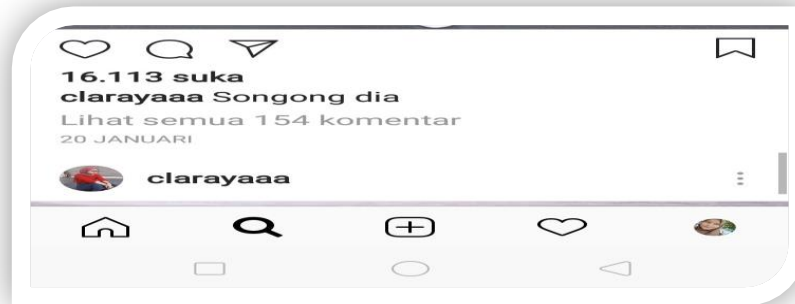 16.113 suka
clarayaaa Songong dia
Lihat semua 154 komentar
20 JANUARI
clarayaaa